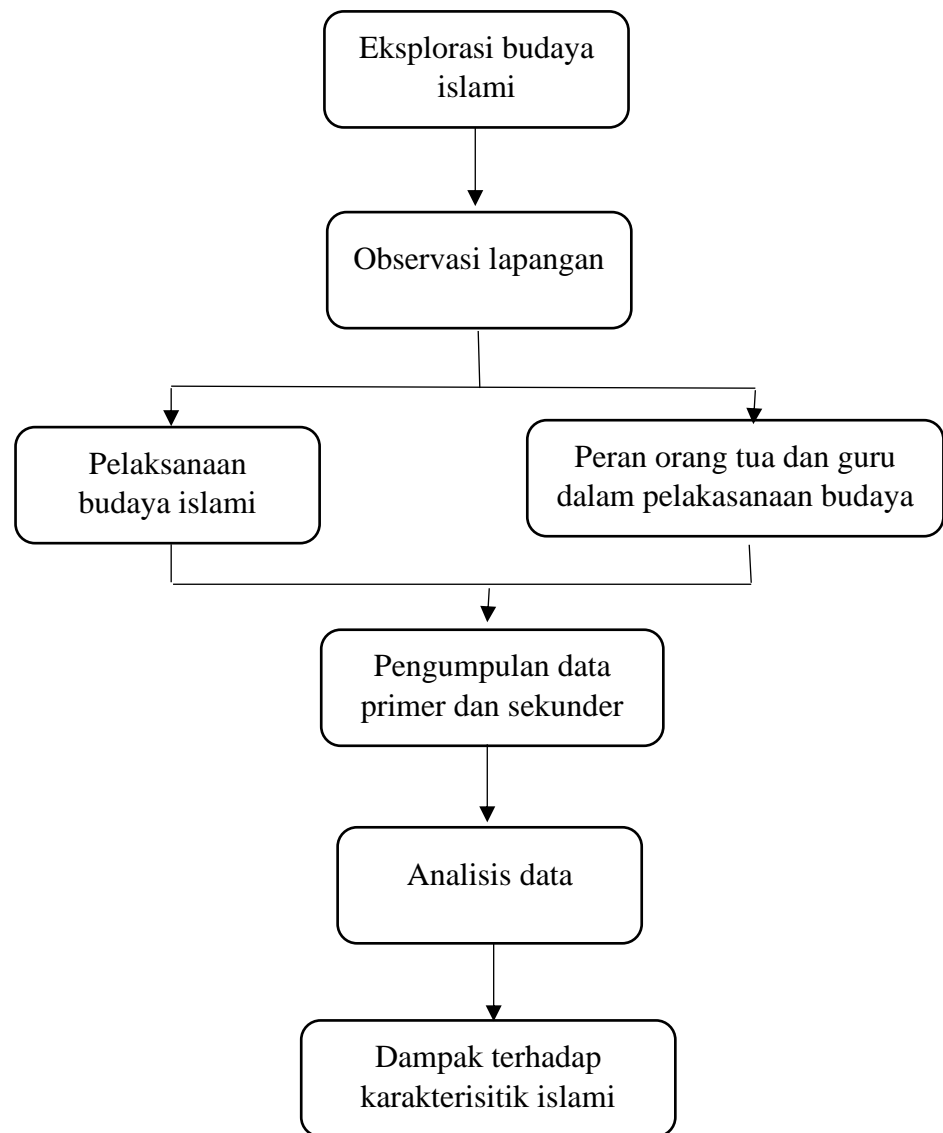 Eksplorasi budaya
islami
Observasi lapangan
Pelaksanaan
budaya islami
Peran orang tua dan guru
dalam pelakasanaan budaya
Pengumpulan data
primer dan sekunder
Analisis data
Dampak terhadap
karakterisitik islami